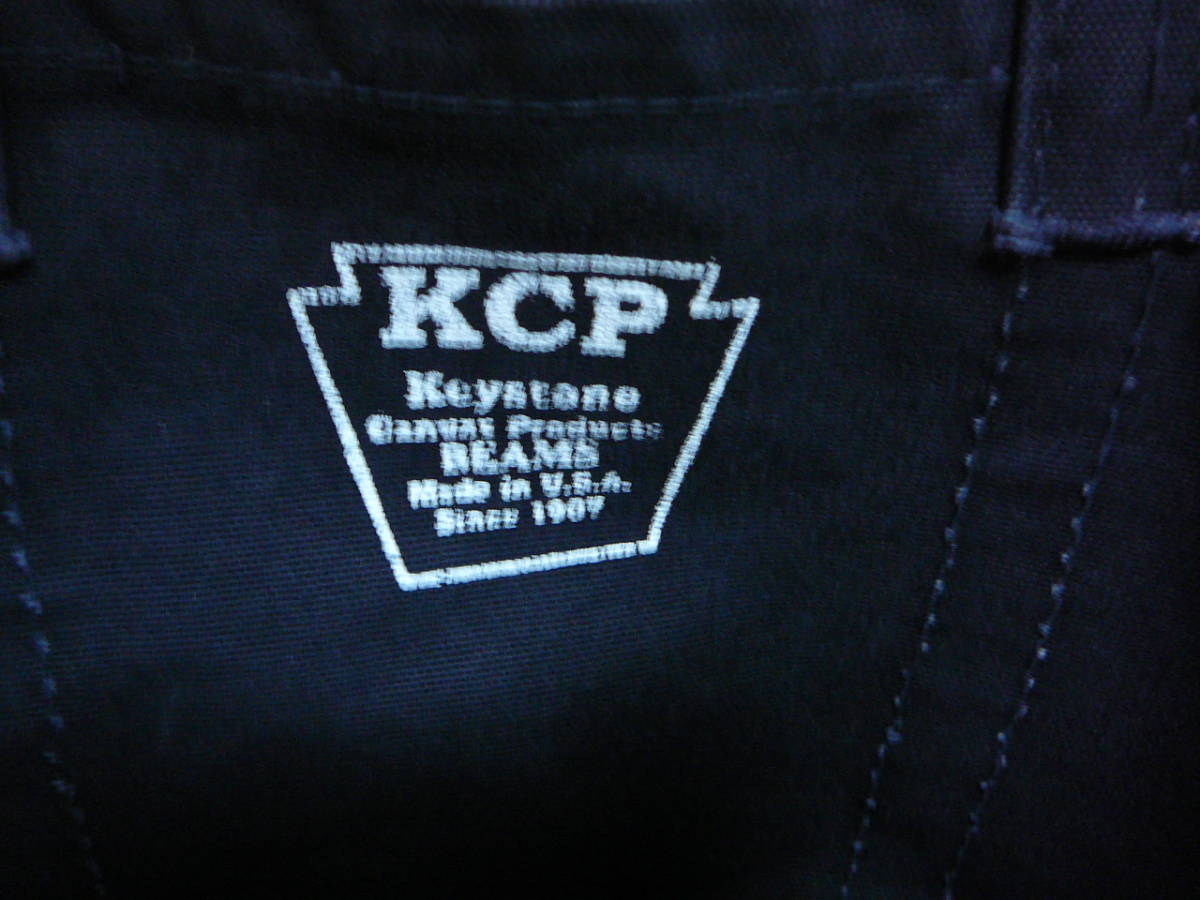 KCP
Keystone
Canvas Products
BEAMS
Made in U.S.A.
SINCE 1907